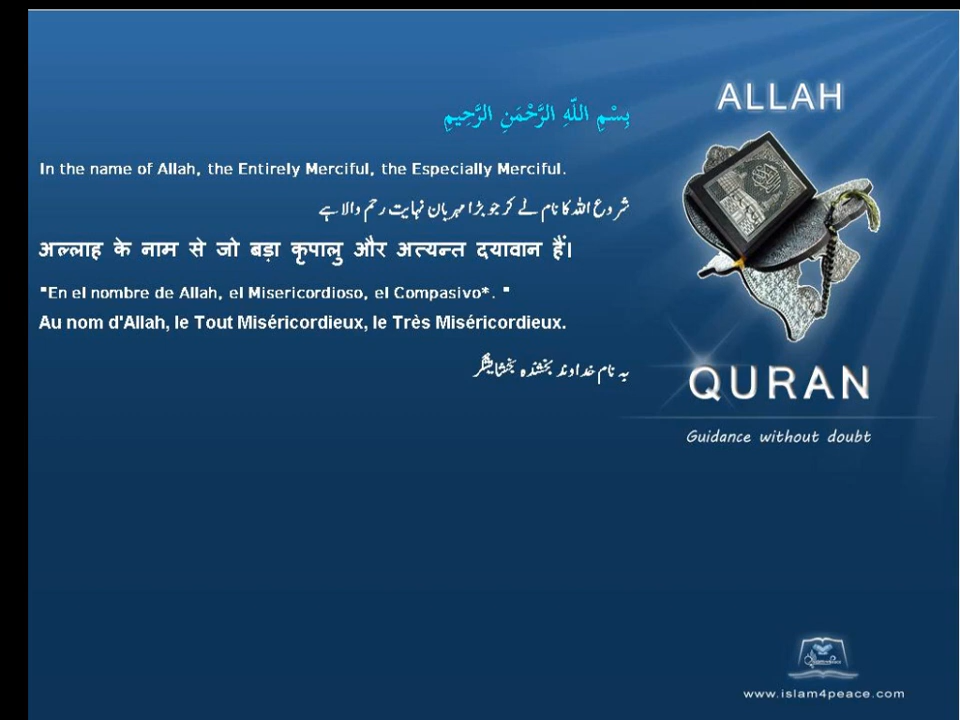 بِسْمِ اللّهِ الرَّحْمَنِ الرَّحِيمِ
In the name of Allah, the Entirely Merciful, the Especially Merciful.
شروع الله کا نام لے کر جو بڑا مہربان نہایت رحم والا ہے
अल्लाह के नाम से जो बड़ा कृपालु और अत्यन्त दयावान हैं।
"En el nombre de Allah, el Misericordioso, el Compasivo*. "
Au nom d'Allah, le Tout Miséricordieux, le Très Miséricordieux.
به نام خداوند بخشنده بخشایشگر
ALLAH
QURAN
Guidance without doubt
www.islam4peace.com